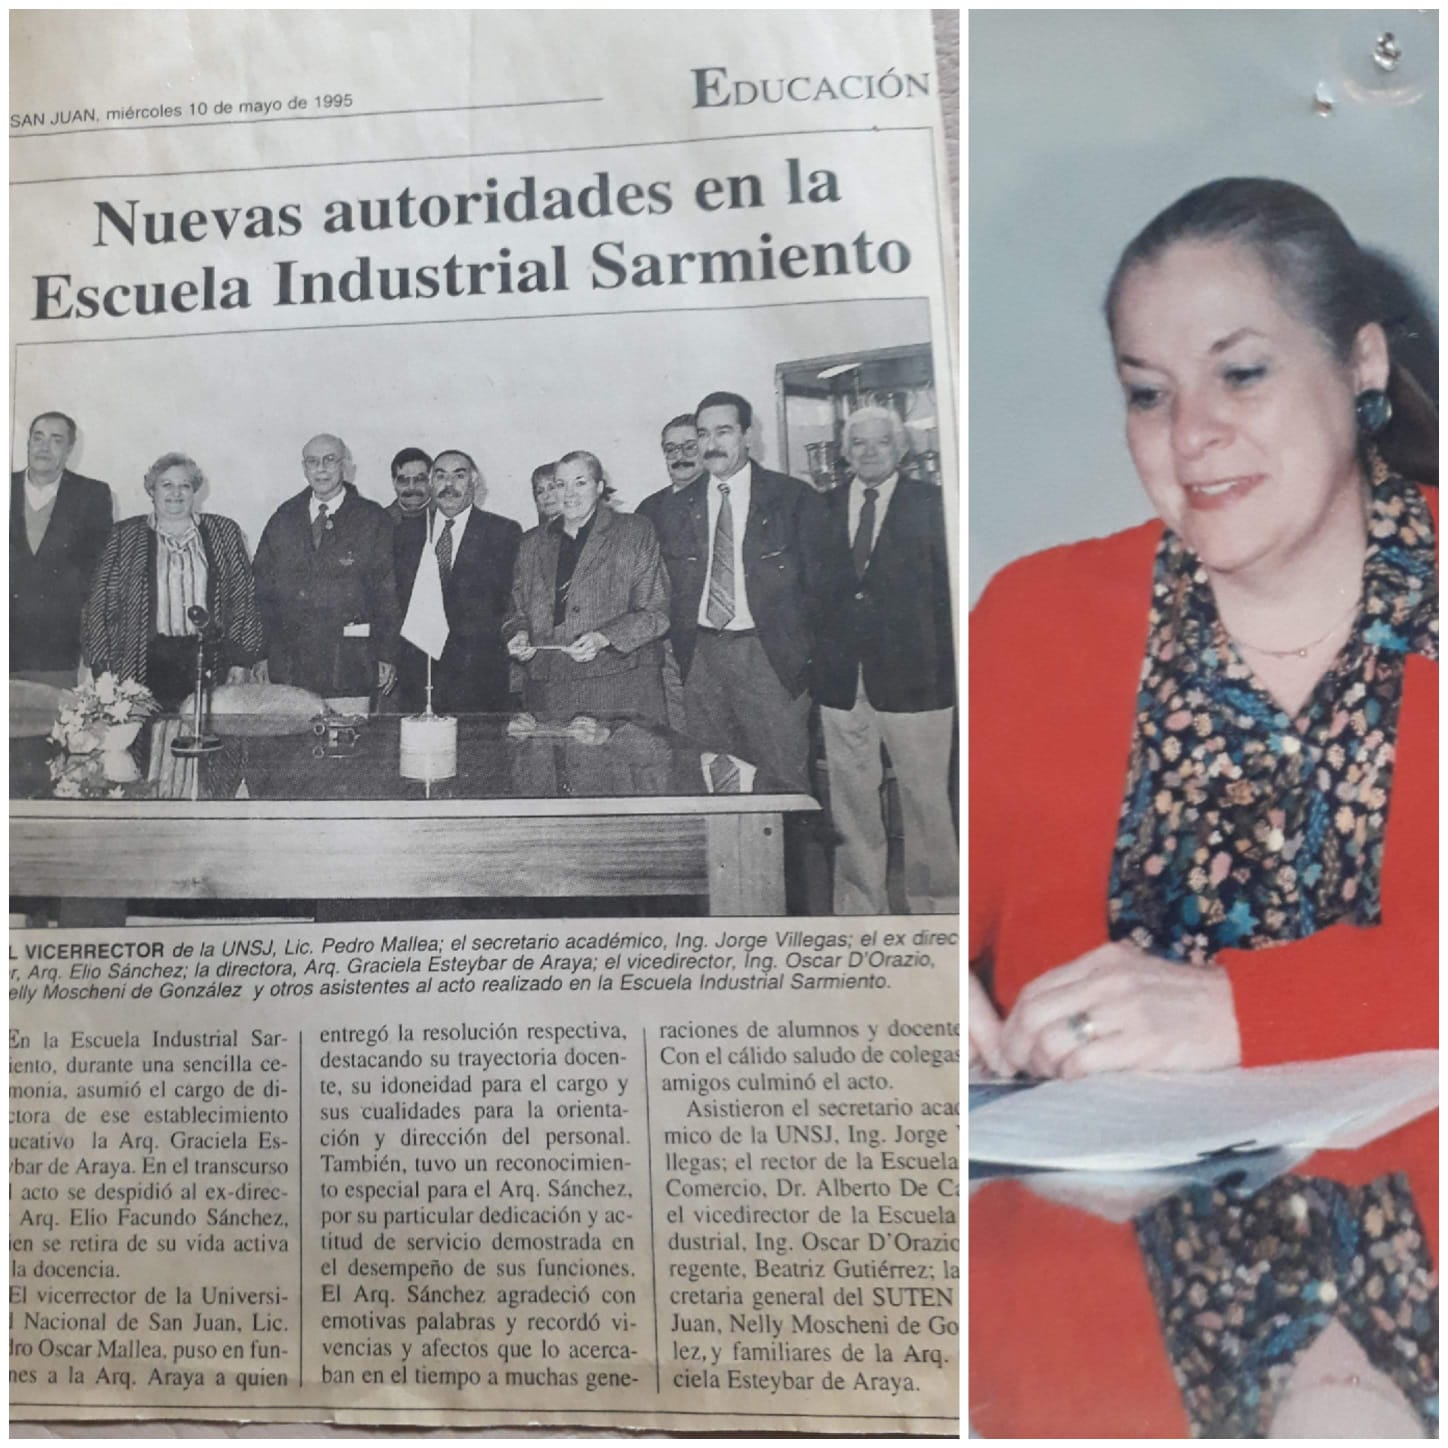 SAN JUAN, miércoles 10 de mayo de 1995
EDUCACIÓN
Nuevas autoridades en la
Escuela Industrial Sarmiento
L VICERRECTOR de la UNSJ, Lic. Pedro Mallea; el secretario académico, Ing. Jorge Villegas; el ex direc
r, Arq. Elio Sánchez; la directora, Arq. Graciela Esteybar de Araya; el vicedirector, Ing. Oscar D'Orazio,
elly Moscheni de González y otros asistentes al acto realizado en la Escuela Industrial Sarmiento.
En la Escuela Industrial Sar-
iento, durante una sencilla ce-
monia, asumió el cargo de di-
ctora de ese establecimiento
ucativo la Arq. Graciela Es-
ybar de Araya. En el transcurso
l acto se despidió al ex-direc-
Arq. Elio Facundo Sánchez,
ien se retira de su vida activa
la docencia.
El vicerrector de la Universi-
l Nacional de San Juan, Lic.
dro Oscar Mallea, puso en fun-
nes a la Arq. Araya a quien
entregó la resolución respectiva,
destacando su trayectoria docen-
te, su idoneidad para el cargo y
sus cualidades para la orienta-
ción y dirección del personal.
También, tuvo un reconocimien-
to especial para el Arq. Sánchez,
por su particular dedicación y ac-
titud de servicio demostrada en
el desempeño de sus funciones.
El Arq. Sánchez agradeció con
emotivas palabras y recordó vi-
vencias y afectos que lo acerca-
ban en el tiempo a muchas gene-
raciones de alumnos y docente
Con el cálido saludo de colegas
amigos culminó el acto.
Asistieron el secretario aca
mico de la UNSJ, Ing. Jorge
llegas; el rector de la Escuela
Comercio, Dr. Alberto De Ca
el vicedirector de la Escuela
dustrial, Ing. Oscar D'Orazio
regente, Beatriz Gutiérrez; la
cretaria general del SUTEN
Juan, Nelly Moscheni de Go
lez, y familiares de la Arq.
ciela Esteybar de Araya.